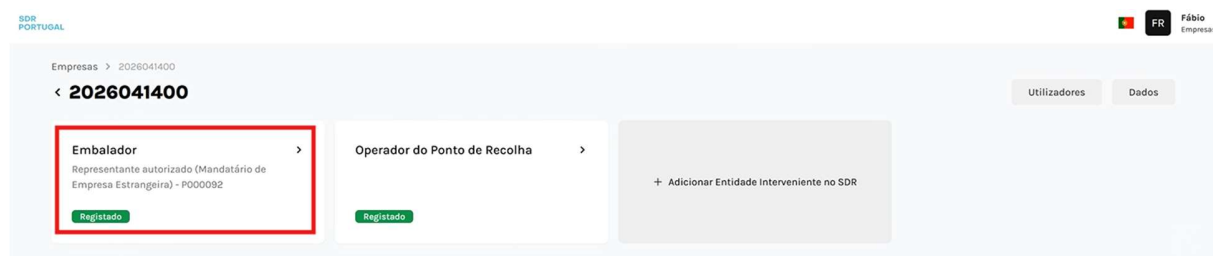 SDR
PORTUGAL
FR
Fábio
Empresas > 2026041400
< 2026041400
Utilizadores
Dados
Embalador >
Representante autorizado (Mandatário de
Empresa Estrangeira) - P000092
Registado
Operador do Ponto de Recolha >
Registado
+ Adicionar Entidade Interveniente no SDR